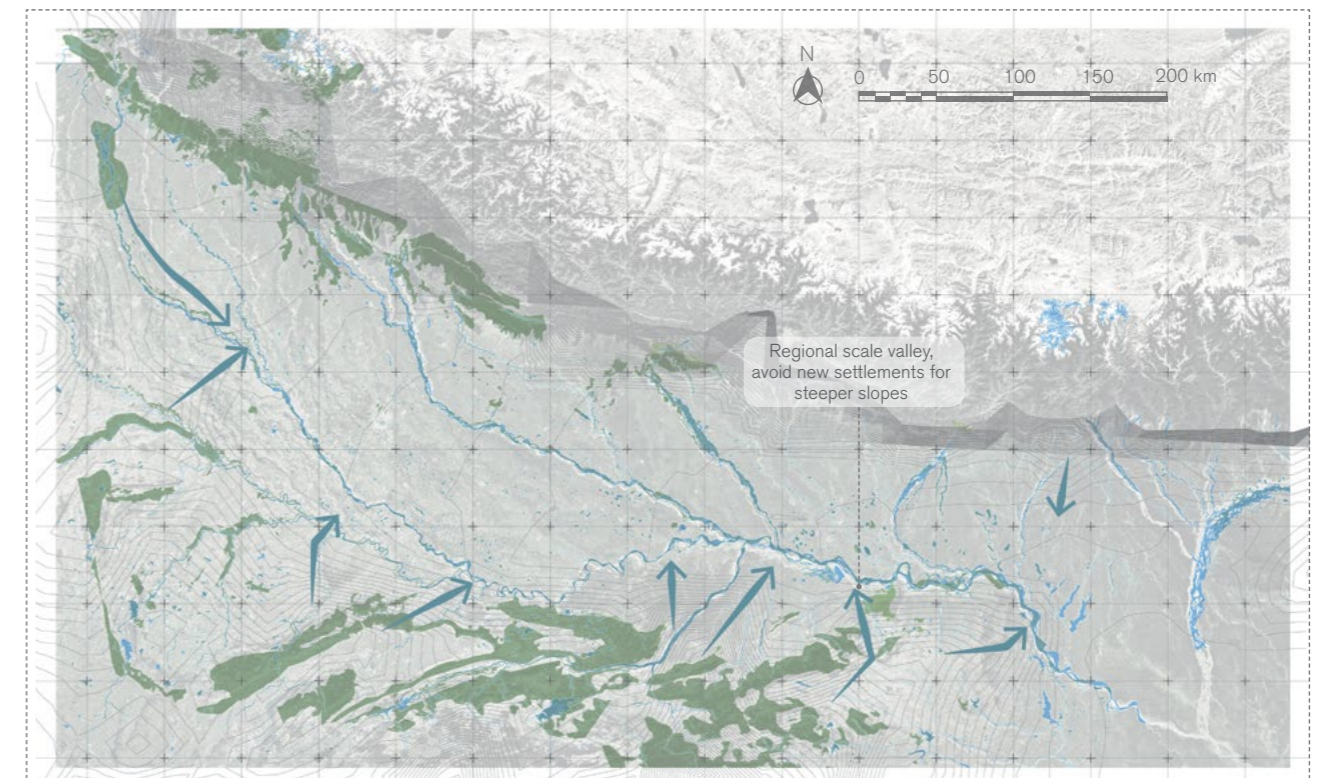 N
0 50 100 150 200 km
Regional scale valley,
avoid new settlements for
steeper slopes